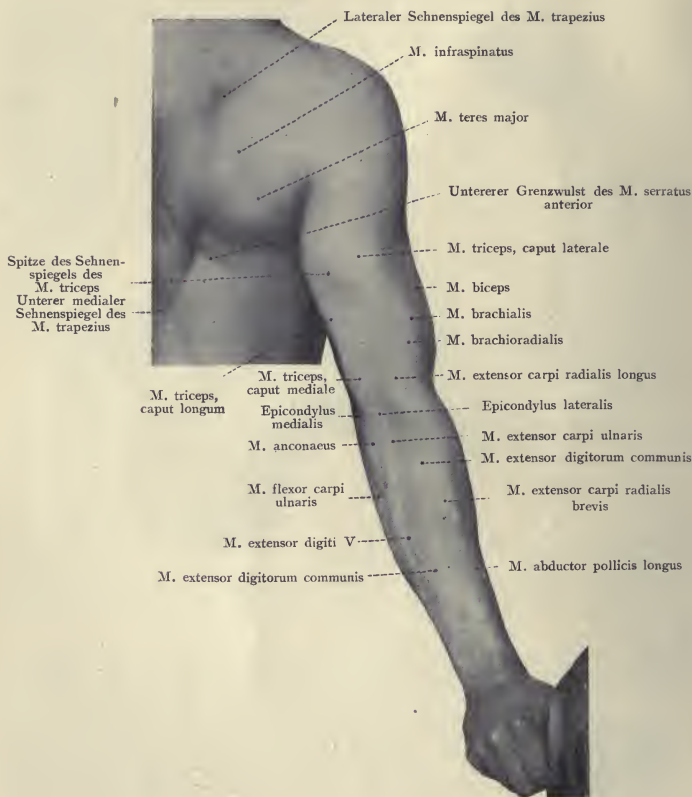 Lateraler Sehnenspiegel des M. trapezius
M. infraspinatus
M. teres major
Untererer Grenzwulst des M. serratus
anterior
M. triceps, caput laterale
Spitze des Sehnen-
spiegels des
M. triceps
Unterer medialer
Sehnenspiegel des
M. trapezius
M. biceps
M. brachialis
M. brachioradialis
M. triceps,
caput longum
M. triceps,
caput mediale
M. extensor carpi radialis longus
Epicondylus
medialis
Epicondylus lateralis
M. anconaeus
M. extensor carpi ulnaris
M. extensor digitorum communis
M. flexor carpi
ulnaris
M. extensor carpi radialis
brevis
M. extensor digiti V
M. extensor digitorum communis
M. abductor pollicis longus